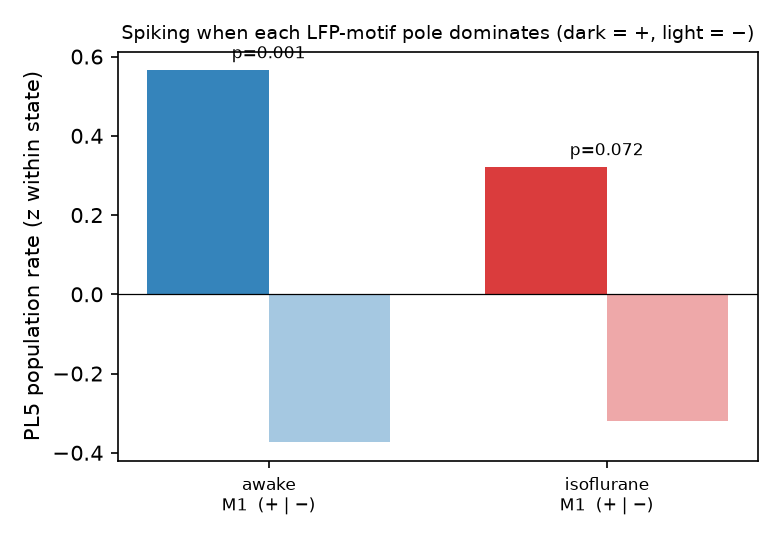 Spiking when each LFP-motif pole dominates (dark = +, light = −)
PL5 population rate (z within state)
0.6
0.4
0.2
0.0
−0.2
−0.4
p=0.001
p=0.072
awake
M1 (+ | −)
isoflurane
M1 (+ | −)